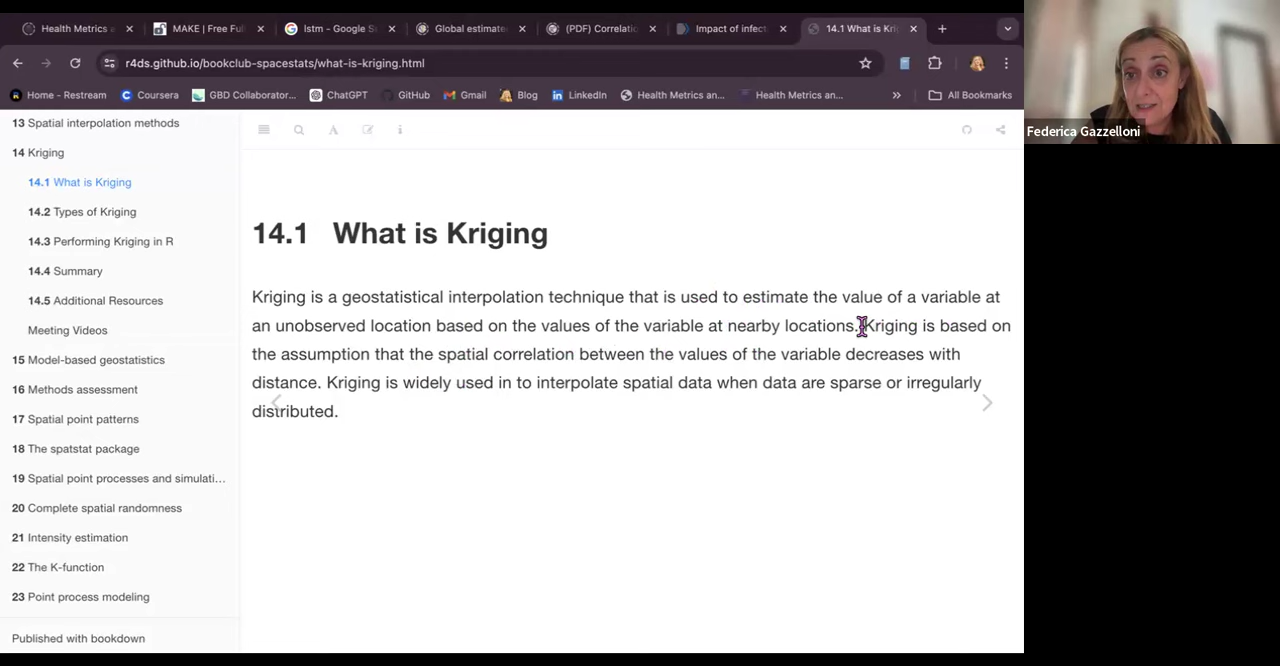 Health Metrics a
MAKE | Free Ful
lstm - Google S
Global estimate
(PDF) Correlatio
Impact of infect
14.1 What is Kri
r4ds.github.io/bookclub-spacestats/what-is-kriging.html
Home - Restream
Coursera
GBD Collaborator...
ChatGPT
GitHub
Gmail
Blog
LinkedIn
Health Metrics an...
Health Metrics an...
»
All Bookmarks
Federica Gazzelloni
13 Spatial interpolation methods
14 Kriging
14.1 What is Kriging
14.2 Types of Kriging
14.3 Performing Kriging in R
14.4 Summary
14.5 Additional Resources
Meeting Videos
15 Model-based geostatistics
16 Methods assessment
17 Spatial point patterns
18 The spatstat package
19 Spatial point processes and simulati...
20 Complete spatial randomness
21 Intensity estimation
22 The K-function
23 Point process modeling
Published with bookdown
14.1 What is Kriging
Kriging is a geostatistical interpolation technique that is used to estimate the value of a variable at
an unobserved location based on the values of the variable at nearby locations. Kriging is based on
the assumption that the spatial correlation between the values of the variable decreases with
distance. Kriging is widely used in to interpolate spatial data when data are sparse or irregularly
distributed.